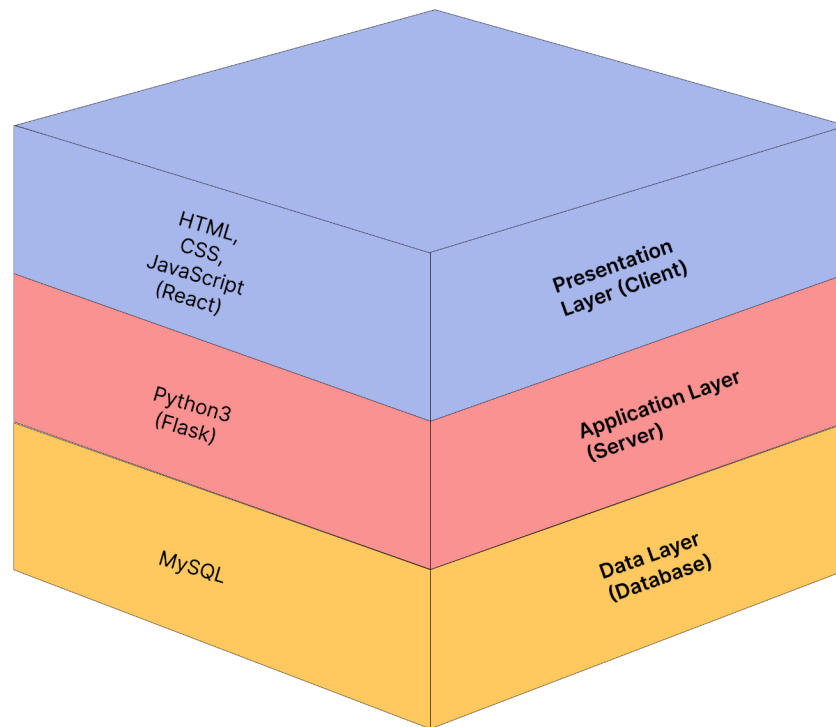 HTML,
CSS,
JavaScript
(React)
Presentation
Layer (Client)
Python3
(Flask)
Application Layer
(Server)
MySQL
Data Layer
(Database)